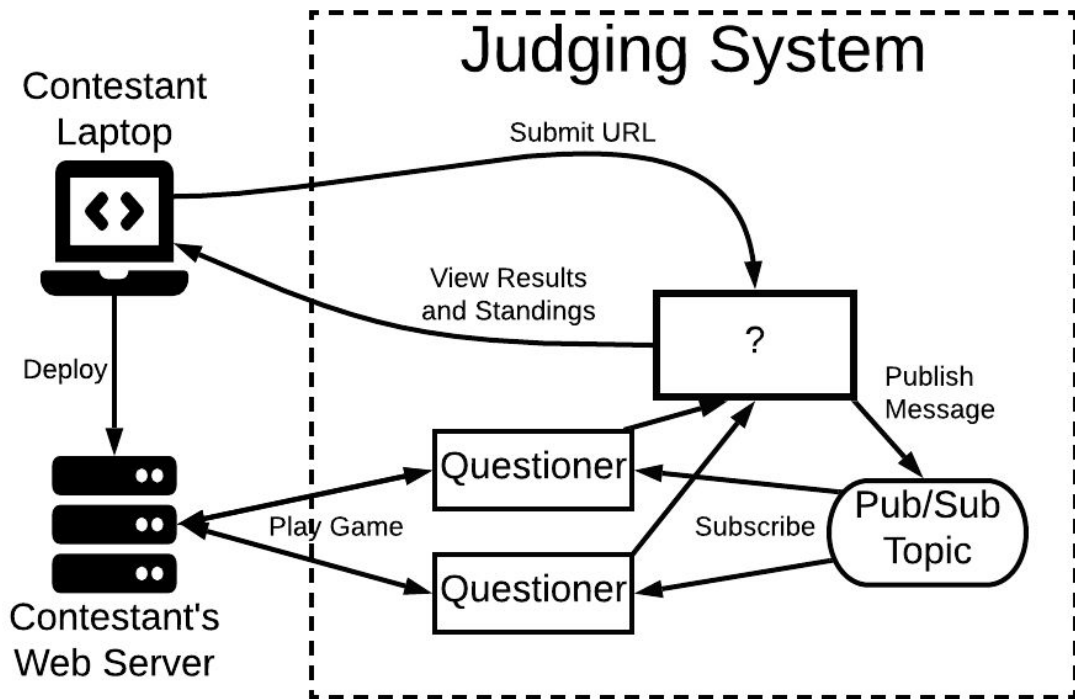 Judging System
Contestant
Laptop
Submit URL
View Results
and Standings
?
Deploy
Publish
Message
Questioner
Play Game
Subscribe
Pub/Sub
Topic
Questioner
Contestant's
Web Server